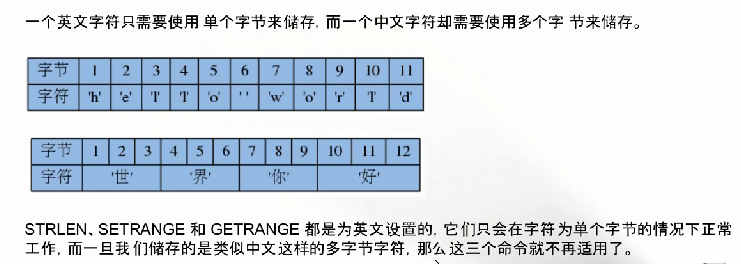 一个英文字符只需要使用 单个字节来储存, 而一个中文字符却需要使用多个字 节来储存。
字节 1 2 3 4 5 6 7 8 9 10 11
字符 'h' 'e' 'l' 'l' 'o' ' ' 'w' 'o' 'r' 'l' 'd'
字节 1 2 3 4 5 6 7 8 9 10 11 12
字符 '世' '界' '你' '好'
STRLEN、SETRANGE 和 GETRANGE 都是为英文设置的, 它们只会在字符为单个字节的情况下正常
工作, 而一旦我们储存的是类似中文这样的多字节字符, 那么这三个命令就不再适用了。